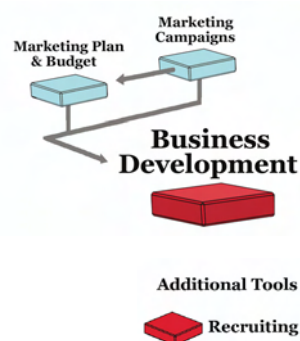 Marketing
Campaigns
Marketing Plan
& Budget
Business
Development
Additional Tools
Recruiting